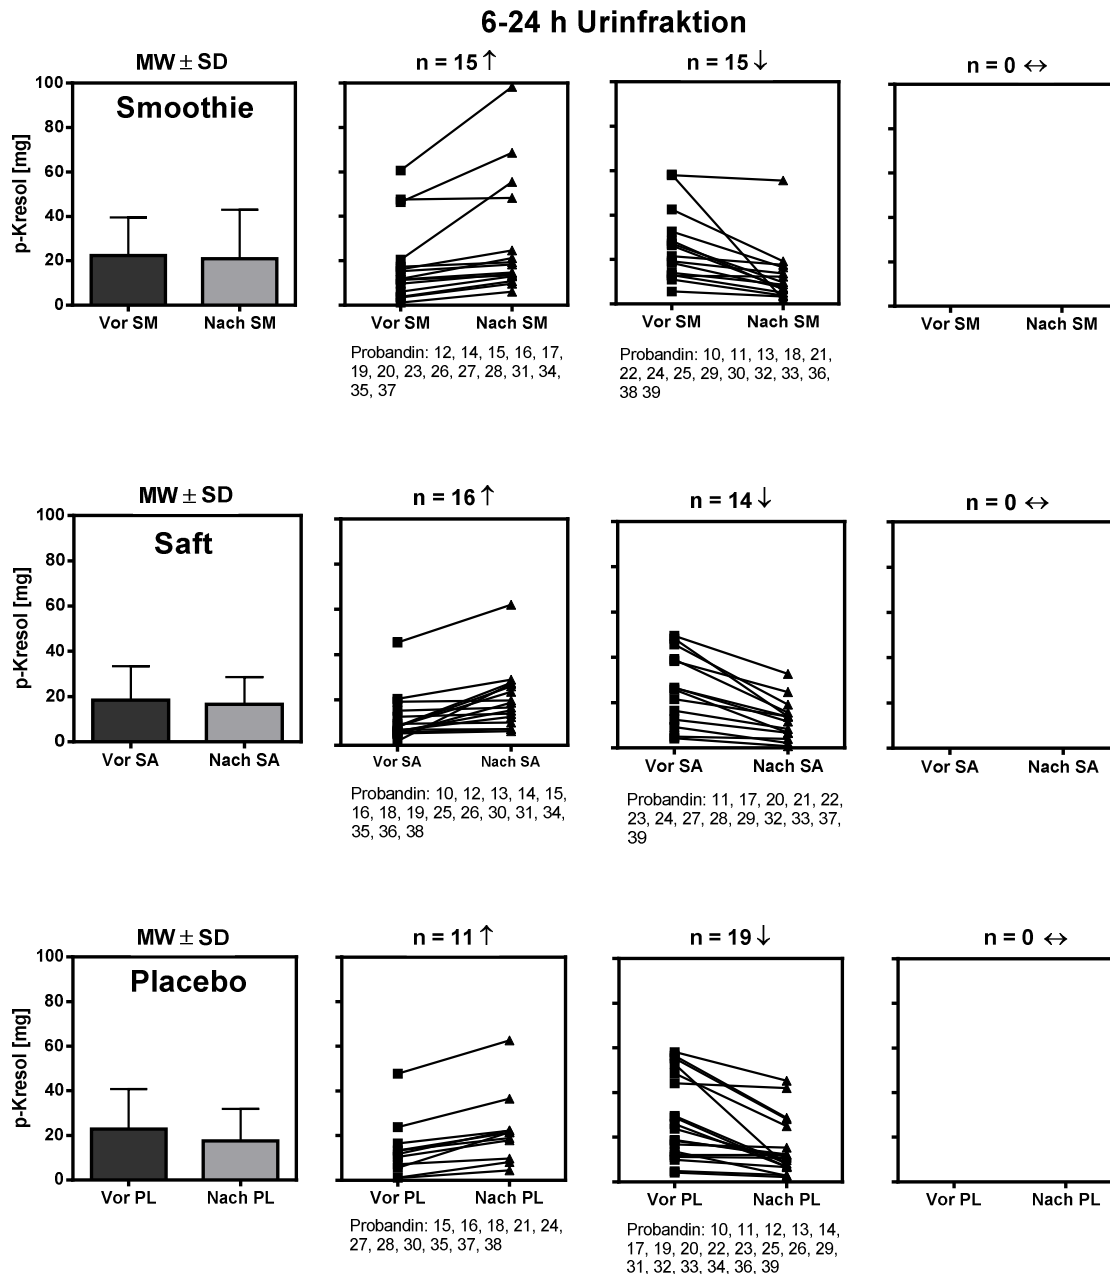 6-24 h Urinfraktion
MW ± SD
n = 15 ↑
n = 15 ↓
n = 0 ↔
Smoothie
p-Kresol [mg]
100
80
60
40
20
0
Vor SM
Nach SM
Vor SM
Nach SM
Vor SM
Nach SM
Vor SM
Nach SM
Probandin: 12, 14, 15, 16, 17,
19, 20, 23, 26, 27, 28, 31, 34,
35, 37
Probandin: 10, 11, 13, 18, 21,
22, 24, 25, 29, 30, 32, 33, 36,
38 39
MW ± SD
n = 16 ↑
n = 14 ↓
n = 0 ↔
Saft
p-Kresol [mg]
100
80
60
40
20
0
Vor SA
Nach SA
Vor SA
Nach SA
Vor SA
Nach SA
Vor SA
Nach SA
Probandin: 10, 12, 13, 14, 15,
16, 18, 19, 25, 26, 30, 31, 34,
35, 36, 38
Probandin: 11, 17, 20, 21, 22,
23, 24, 27, 28, 29, 32, 33, 37,
39
MW ± SD
n = 11 ↑
n = 19 ↓
n = 0 ↔
Placebo
p-Kresol [mg]
100
80
60
40
20
0
Vor PL
Nach PL
Vor PL
Nach PL
Vor PL
Nach PL
Vor PL
Nach PL
Probandin: 15, 16, 18, 21, 24,
27, 28, 30, 35, 37, 38
Probandin: 10, 11, 12, 13, 14,
17, 19, 20, 22, 23, 25, 26, 29,
31, 32, 33, 34, 36, 39